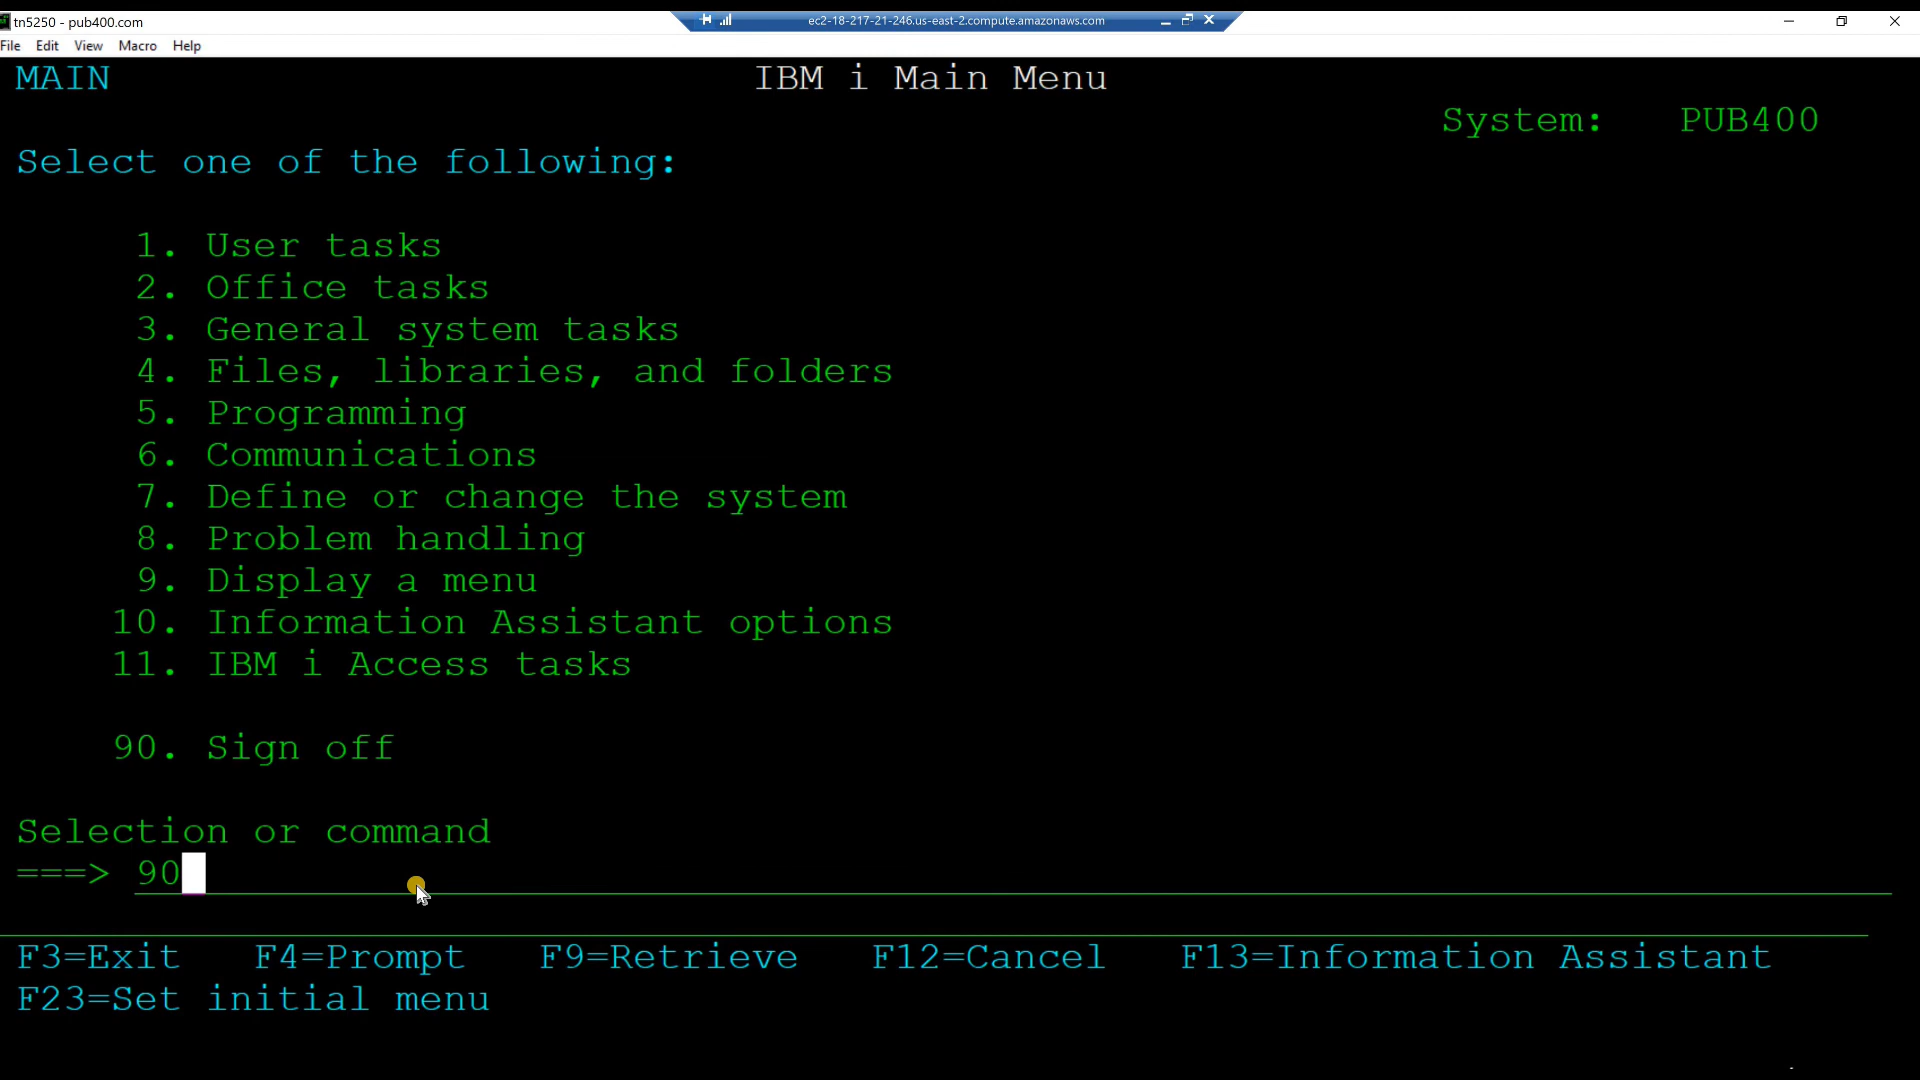 tn5250 - pub400.com
ec2-18-217-21-246.us-east-2.compute.amazonaws.com
File Edit View Macro Help
MAIN IBM i Main Menu
System: PUB400
Select one of the following:
1. User tasks
2. Office tasks
3. General system tasks
4. Files, libraries, and folders
5. Programming
6. Communications
7. Define or change the system
8. Problem handling
9. Display a menu
10. Information Assistant options
11. IBM i Access tasks
90. Sign off
Selection or command
===> 90
F3=Exit F4=Prompt F9=Retrieve F12=Cancel F13=Information Assistant
F23=Set initial menu